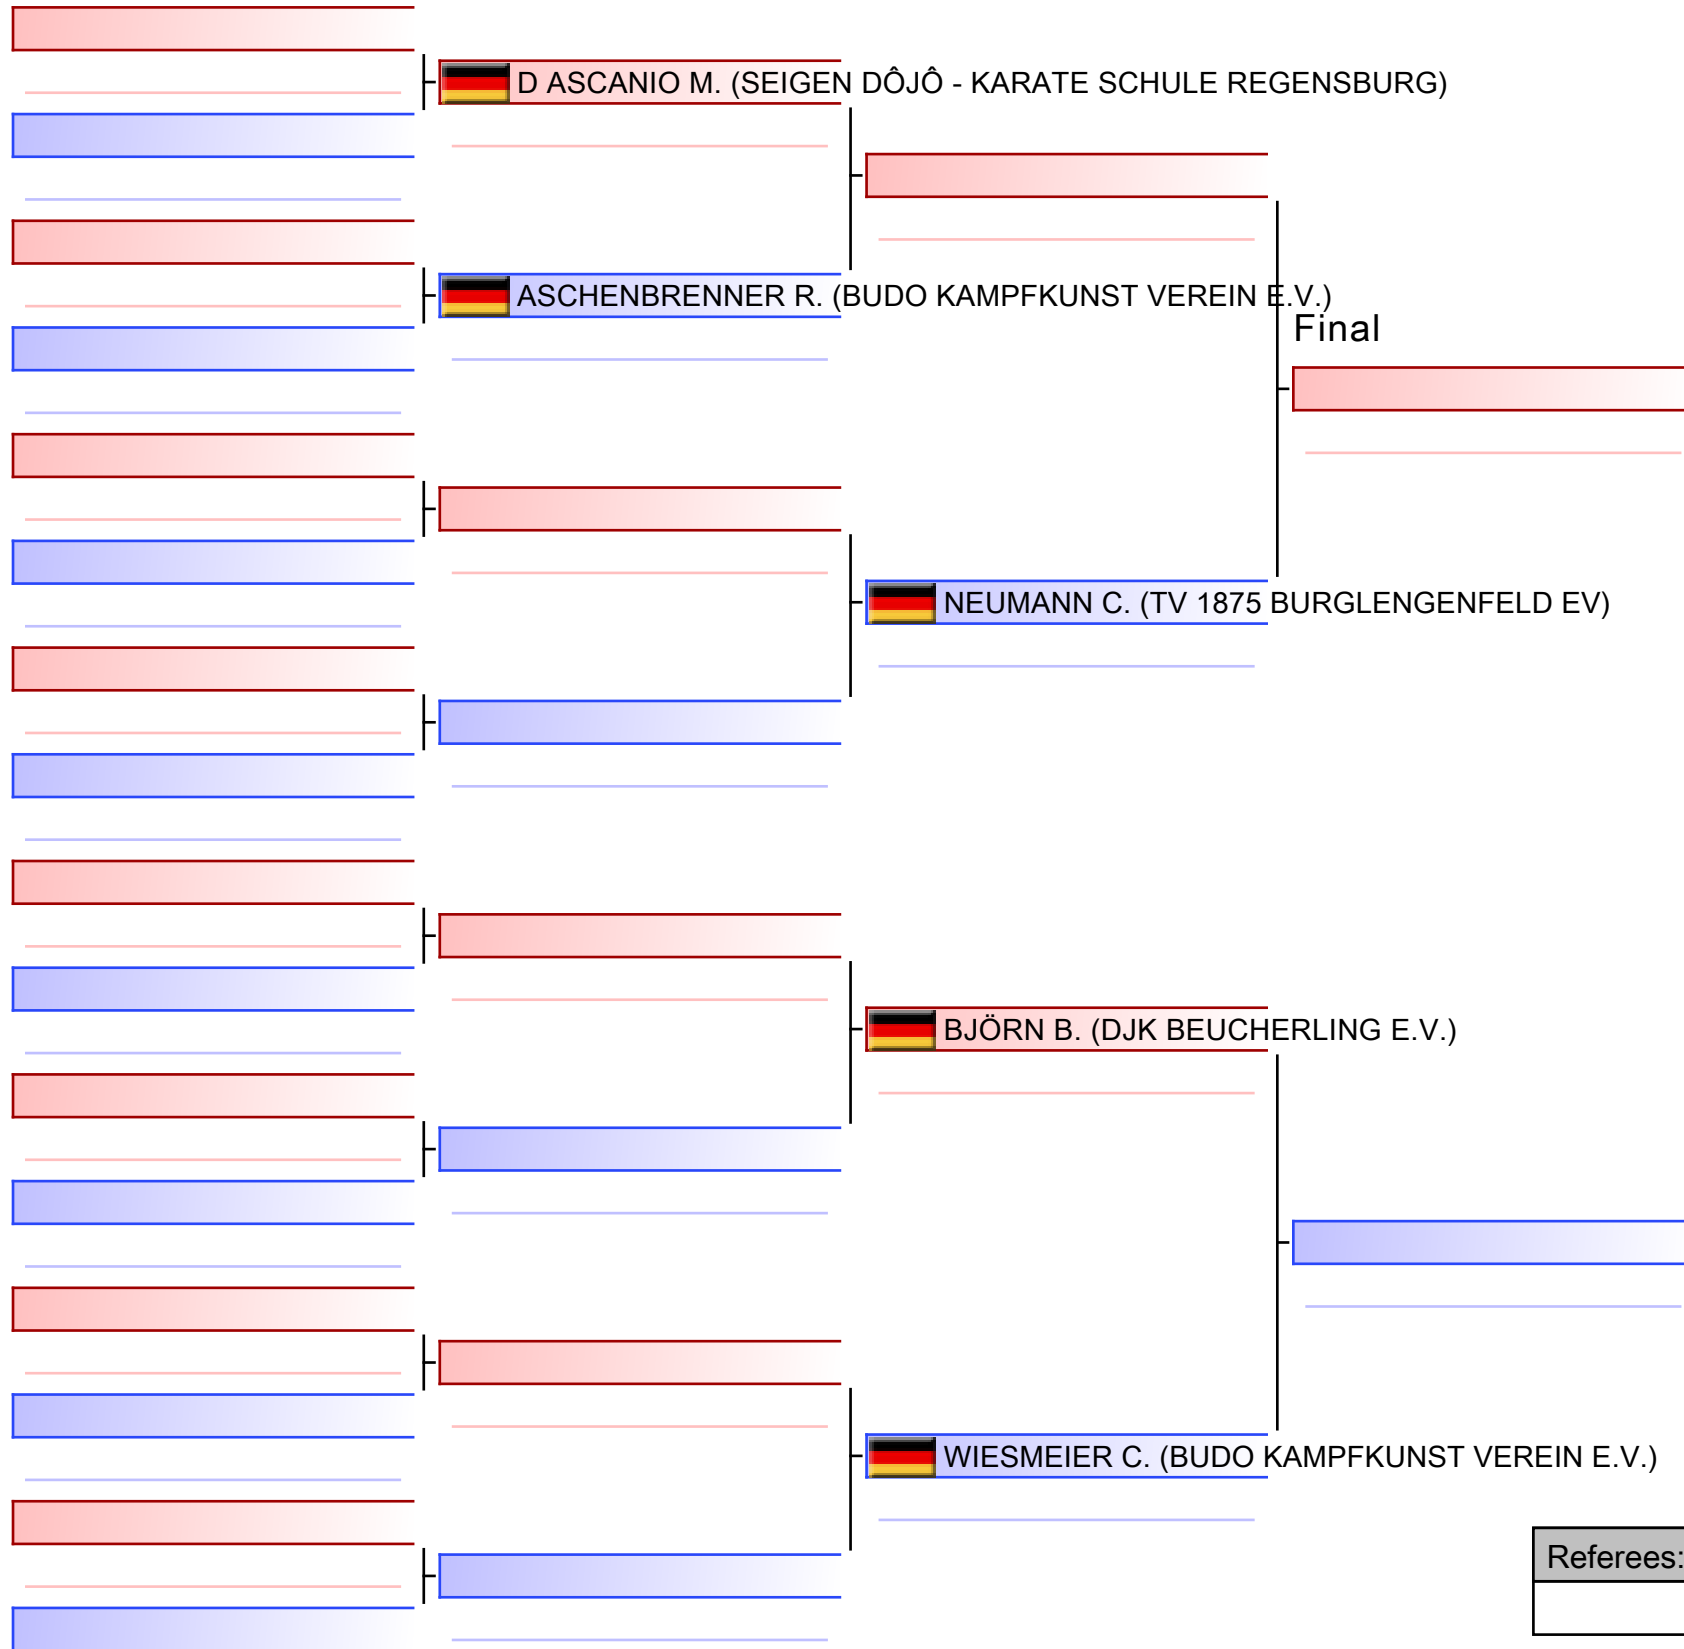 D ASCANIO M. (SEIGEN DÔJÔ - KARATE SCHULE REGENSBURG)
ASCHENBRENNER R. (BUDO KAMPFKUNST VEREIN E.V.)
Final
NEUMANN C. (TV 1875 BURGLENGENFELD EV)
BJÖRN B. (DJK BEUCHERLING E.V.)
WIESMEIER C. (BUDO KAMPFKUNST VEREIN E.V.)
Referees: